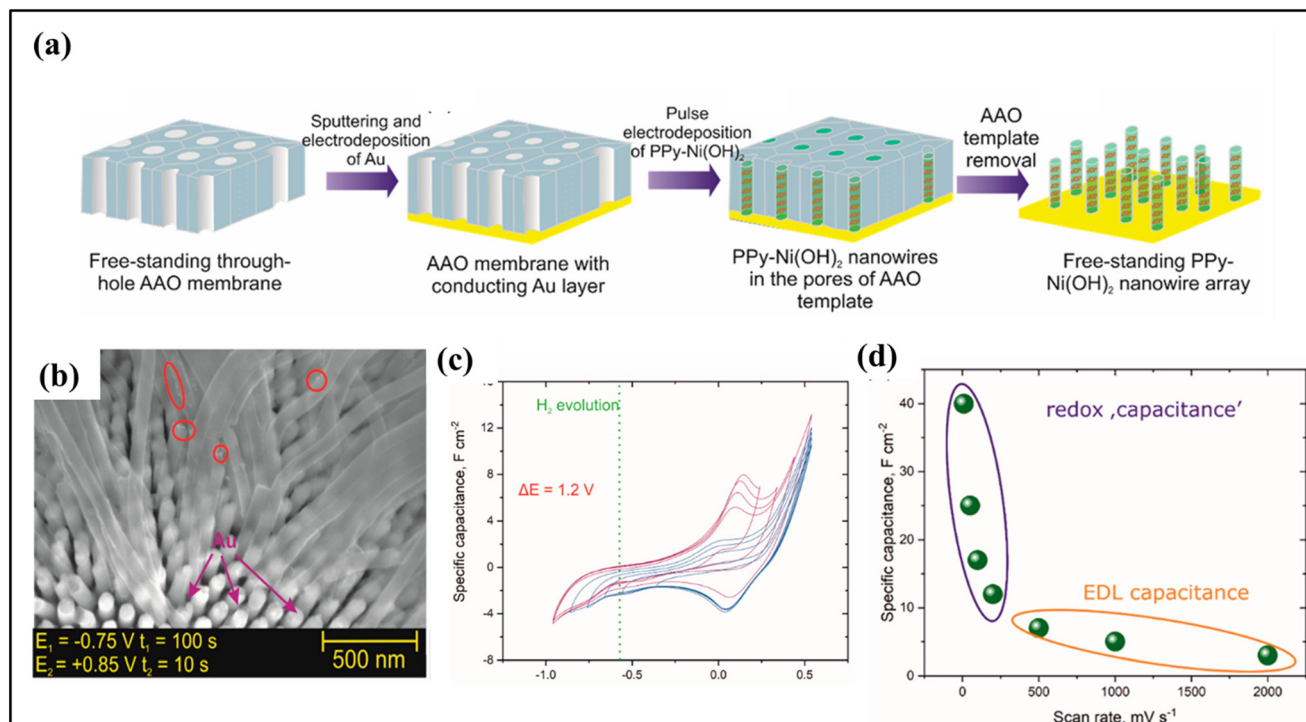 (a)
Sputtering and
electrodeposition
of Au
Pulse
electrodeposition
of PPy-Ni(OH)₂
AAO
template
removal
Free-standing through-
hole AAO membrane
AAO membrane with
conducting Au layer
PPy-Ni(OH)₂ nanowires
in the pores of AAO
template
Free-standing PPy-
Ni(OH)₂ nanowire array
(b)
Au
E₁ = -0.75 V t₁ = 100 s
E₂ = +0.85 V t₂ = 10 s
500 nm
(c)
Specific capacitance, F cm⁻²
12
8
4
0
-4
-8
H₂ evolution
ΔE = 1.2 V
-1.0
-0.5
0.0
0.5
(d)
Specific capacitance, F cm⁻²
40
30
20
10
0
redox ‚capacitance’
EDL capacitance
0
500
1000
1500
2000
Scan rate, mV s⁻¹